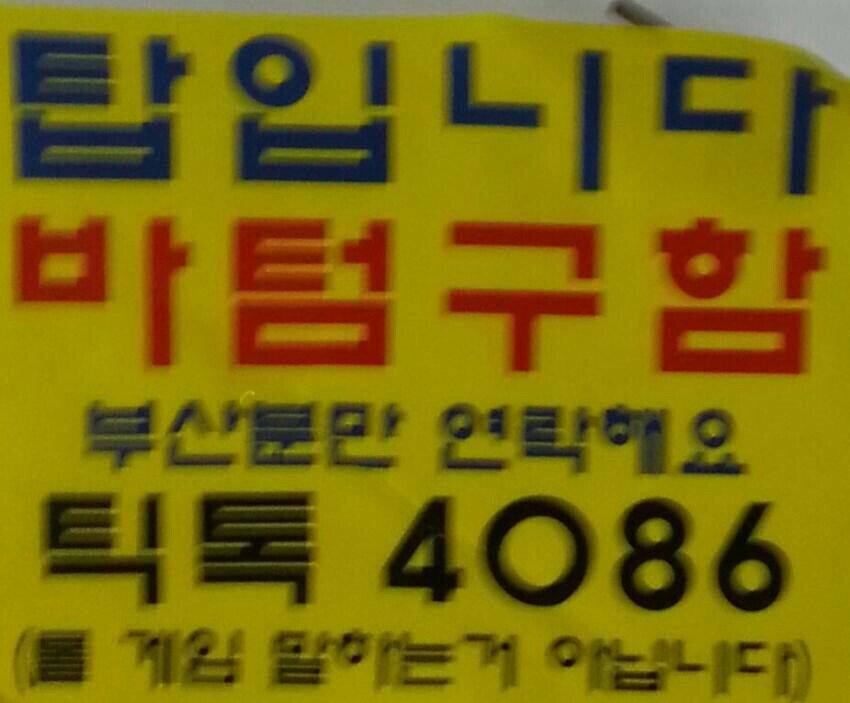 탑입니다
바텀구함
부산분만 연락해요
틱톡 4086
(롤 게임 말하는거 아닙니다)